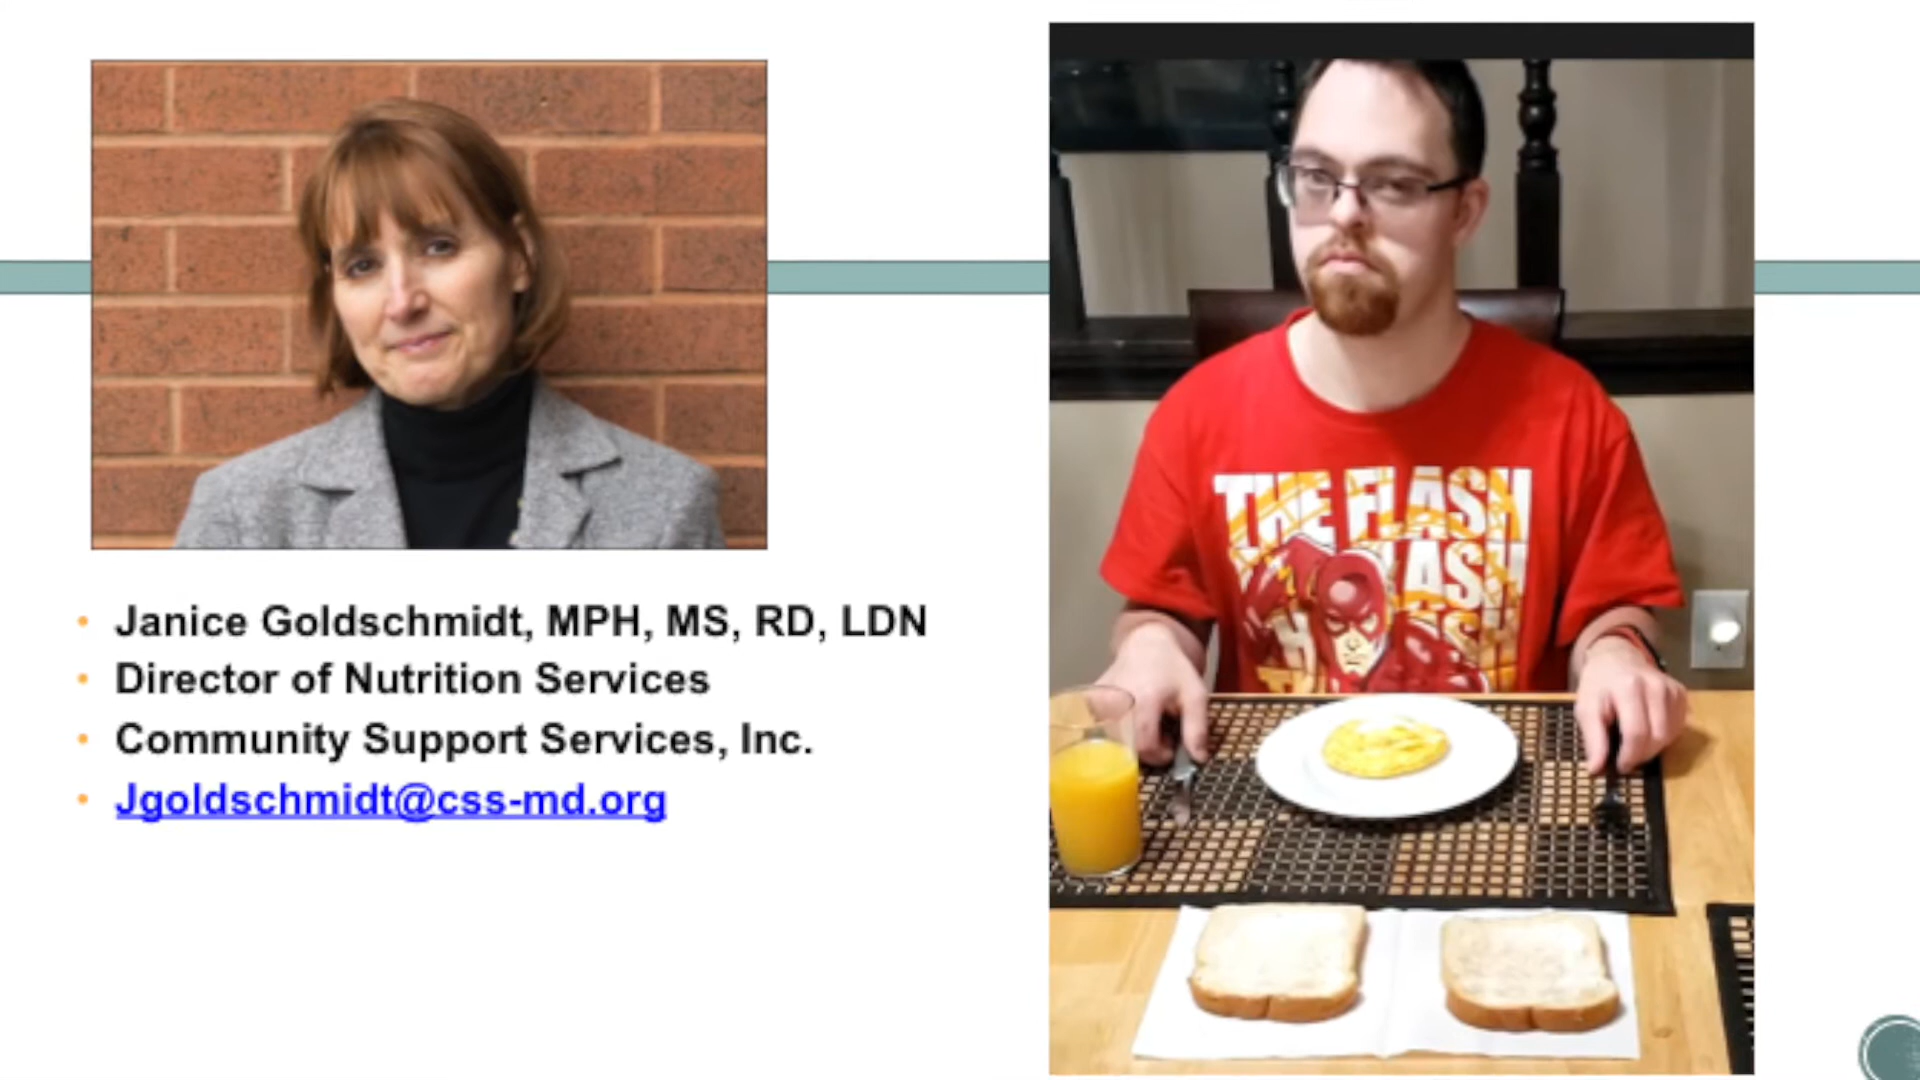 Janice Goldschmidt, MPH, MS, RD, LDN
Director of Nutrition Services
Community Support Services, Inc.
Jgoldschmidt@css-md.org
THE FLASH